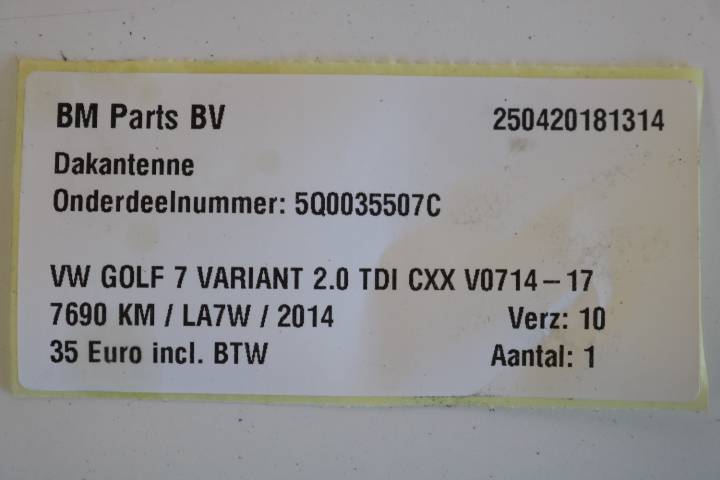 BM Parts BV 250420181314
Dakantenne
Onderdeelnummer: 5Q0035507C
VW GOLF 7 VARIANT 2.0 TDI CXX V0714-17
7690 KM / LA7W / 2014 Verz: 10
35 Euro incl. BTW Aantal: 1